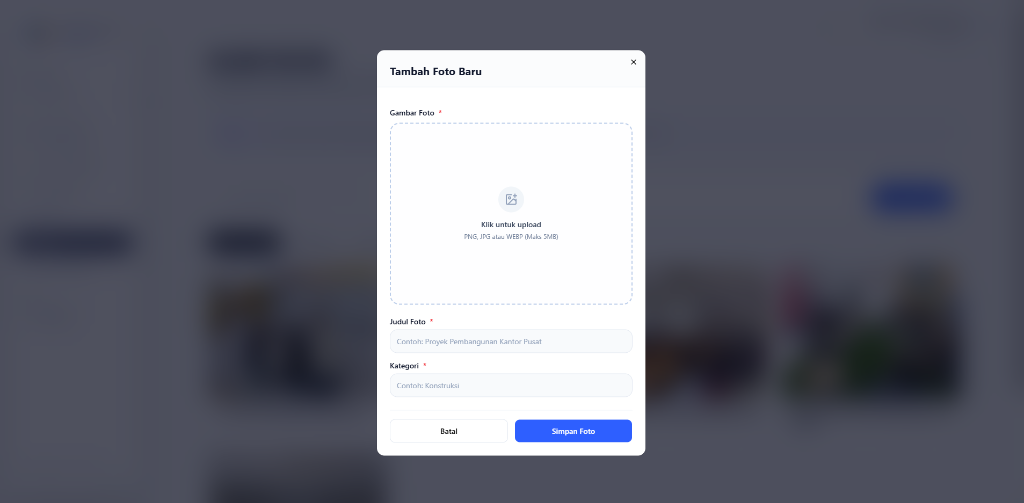 Tambah Foto Baru
Gambar Foto *
Klik untuk upload
PNG, JPG atau WEBP (Maks 5MB)
Judul Foto *
Contoh: Proyek Pembangunan Kantor Pusat
Kategori *
Contoh: Konstruksi
Batal
Simpan Foto